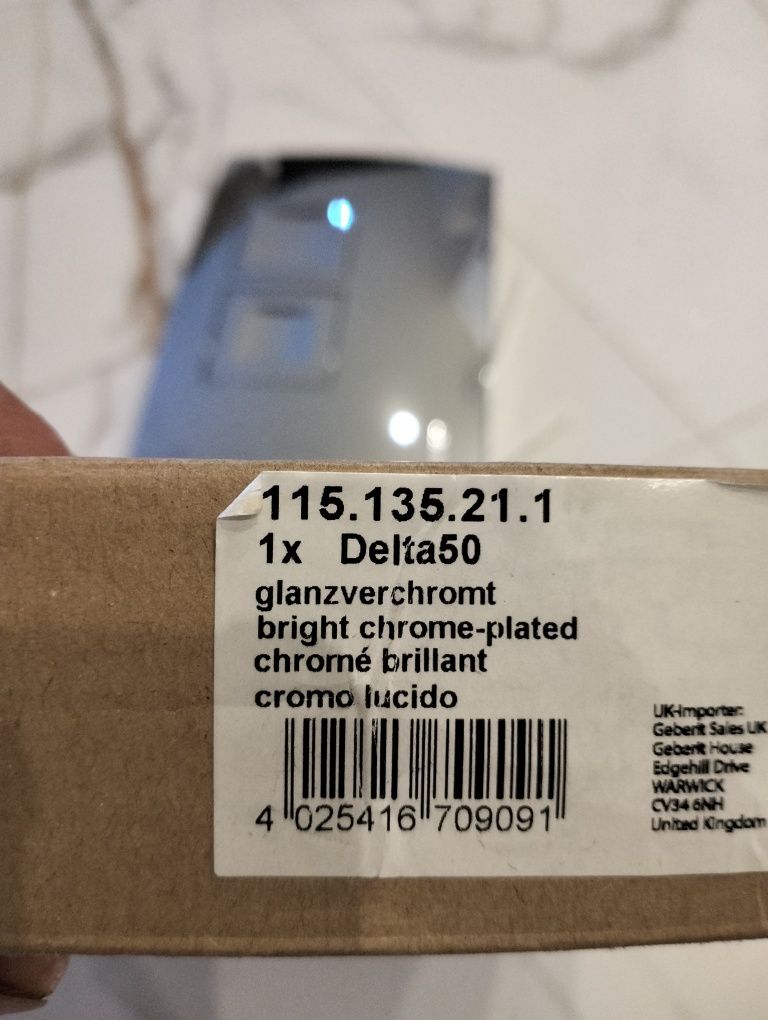 115.135.21.1
1x Delta50
glanzverchromt
bright chrome-plated
chromé brillant
cromo lucido
4 025416 709091
UK-Importer:
Geberit Sales UK
Geberit House
Edgehill Drive
WARWICK
CV34 6NH
United Kingdom